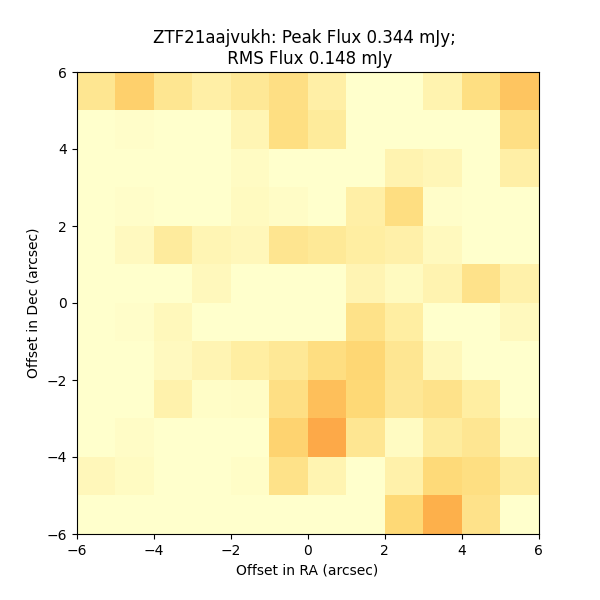 ZTF21aajvukh: Peak Flux 0.344 mJy;
RMS Flux 0.148 mJy
6
4
2
0
−2
−4
−6
Offset in Dec (arcsec)
−6 −4 −2 0 2 4 6
Offset in RA (arcsec)